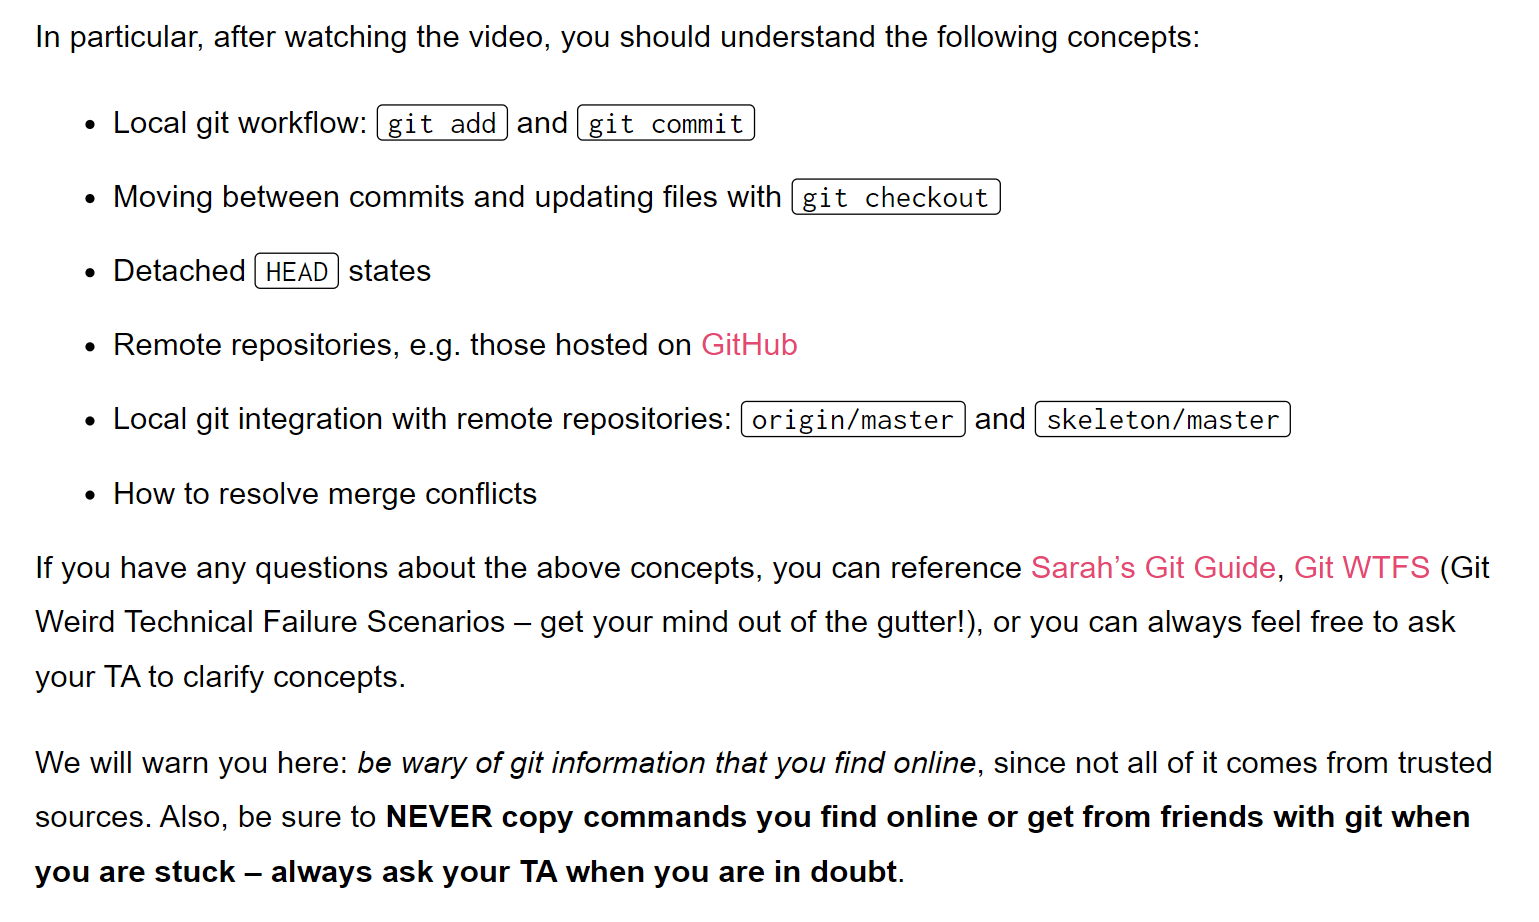 In particular, after watching the video, you should understand the following concepts:
• Local git workflow: git add and git commit
• Moving between commits and updating files with git checkout
• Detached HEAD states
• Remote repositories, e.g. those hosted on GitHub
• Local git integration with remote repositories: origin/master and skeleton/master
• How to resolve merge conflicts
If you have any questions about the above concepts, you can reference Sarah’s Git Guide, Git WTFS (Git
Weird Technical Failure Scenarios – get your mind out of the gutter!), or you can always feel free to ask
your TA to clarify concepts.
We will warn you here: be wary of git information that you find online, since not all of it comes from trusted
sources. Also, be sure to NEVER copy commands you find online or get from friends with git when
you are stuck – always ask your TA when you are in doubt.